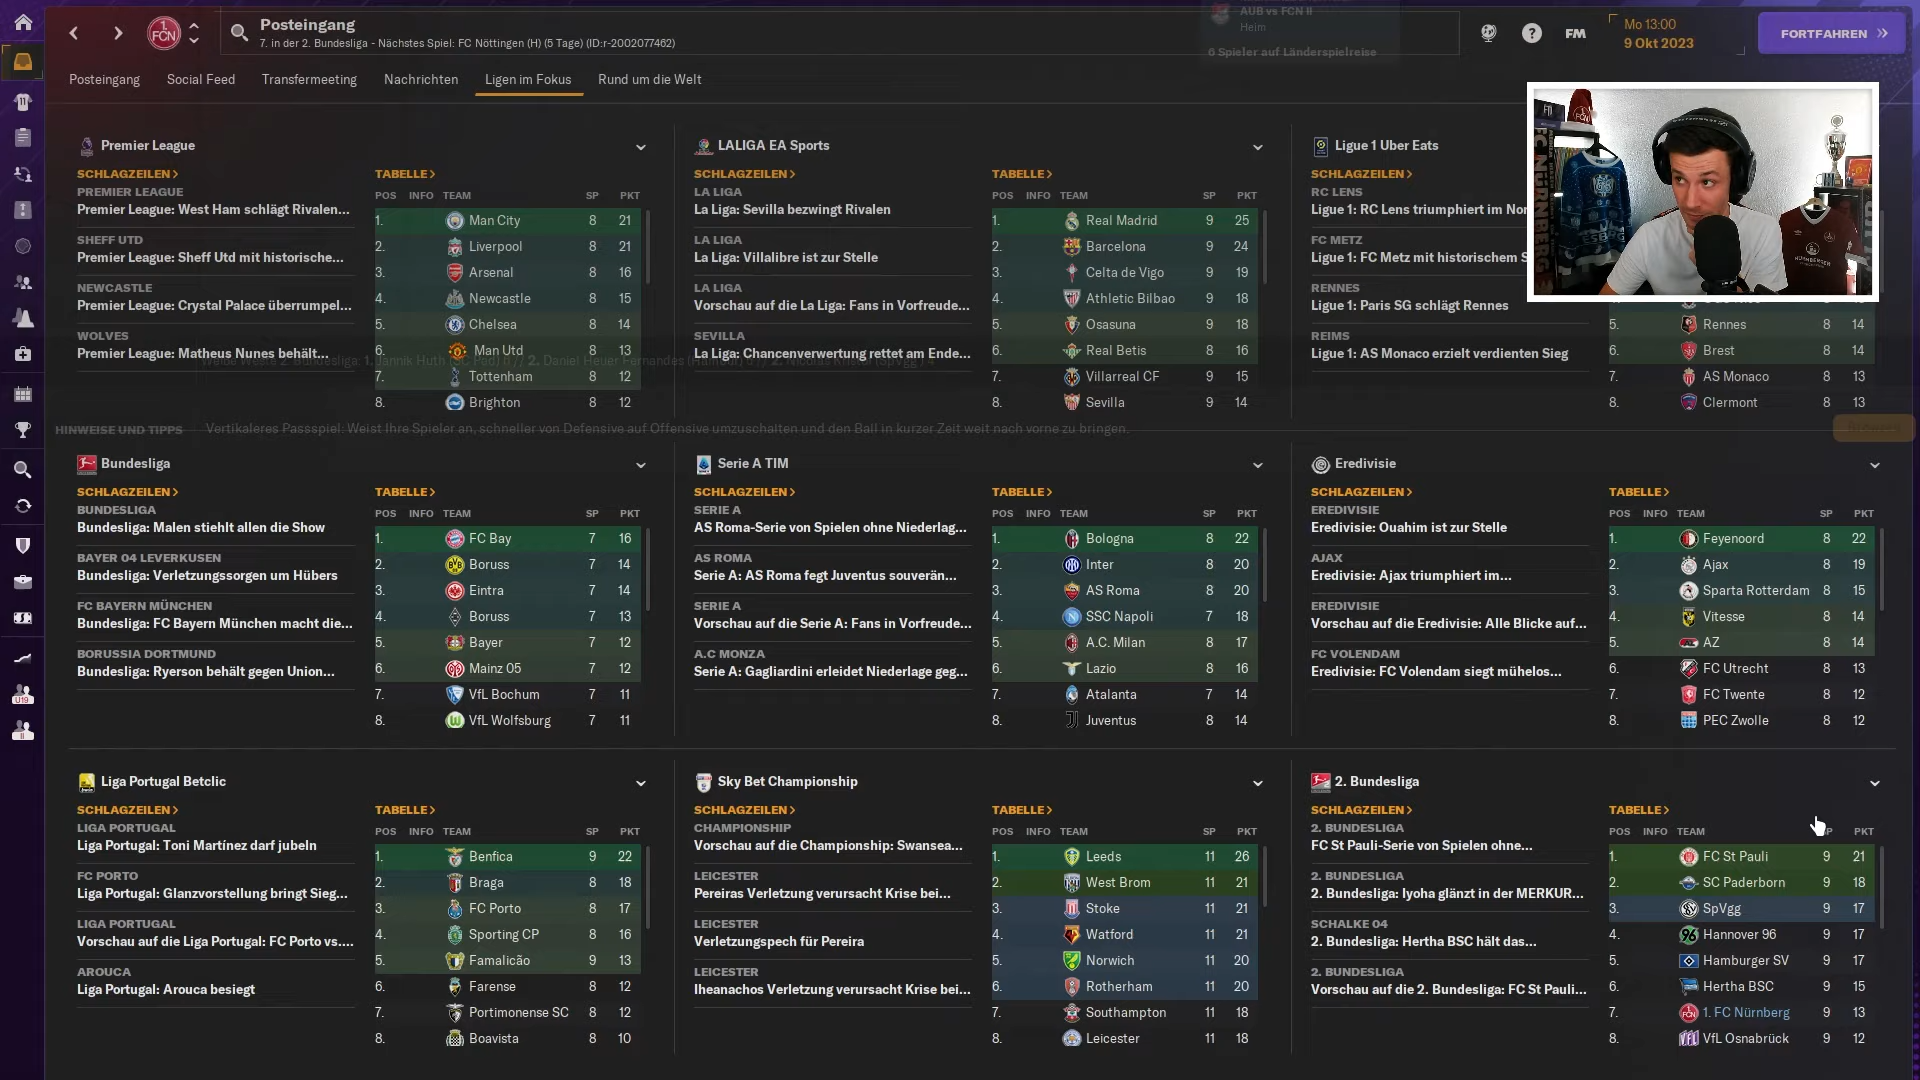 Posteingang
7. in der 2. Bundesliga - Nächstes Spiel: FC Nöttingen (H) (5 Tage) (ID:r-2002077462)
AUB vs FCN II
Heim
6 Spieler auf Länderspielreise
FM
Mo 13:00
9 Okt 2023
FORTFAHREN
Posteingang
Social Feed
Transfermeeting
Nachrichten
Ligen im Fokus
Rund um die Welt
Premier League
SCHLAGZEILEN
PREMIER LEAGUE
Premier League: West Ham schlägt Rivalen...
SHEFF UTD
Premier League: Sheff Utd mit historische...
NEWCASTLE
Premier League: Crystal Palace überrumpel...
WOLVES
Premier League: Matheus Nunes behält...
TABELLE
POS INFO TEAM SP PKT
1. Man City 8 21
2. Liverpool 8 21
3. Arsenal 8 16
4. Newcastle 8 15
5. Chelsea 8 14
6. Man Utd 8 13
7. Tottenham 8 12
8. Brighton 8 12
LALIGA EA Sports
SCHLAGZEILEN
LA LIGA
La Liga: Sevilla bezwingt Rivalen
LA LIGA
La Liga: Villalibre ist zur Stelle
LA LIGA
Vorschau auf die La Liga: Fans in Vorfreude...
SEVILLA
La Liga: Chancenverwertung rettet am Ende...
TABELLE
POS INFO TEAM SP PKT
1. Real Madrid 9 25
2. Barcelona 9 24
3. Celta de Vigo 9 19
4. Athletic Bilbao 9 18
5. Osasuna 9 18
6. Real Betis 8 16
7. Villarreal CF 9 15
8. Sevilla 9 14
Ligue 1 Uber Eats
SCHLAGZEILEN
RC LENS
Ligue 1: RC Lens triumphiert im Nor
FC METZ
Ligue 1: FC Metz mit historischem S
RENNES
Ligue 1: Paris SG schlägt Rennes
REIMS
Ligue 1: AS Monaco erzielt verdienten Sieg
5. Rennes 8 14
6. Brest 8 14
7. AS Monaco 8 13
8. Clermont 8 13
HINWEISE UND TIPPS
Vertikaleres Passspiel: Weist Ihre Spieler an, schneller von Defensive auf Offensive umzuschalten und den Ball in kurzer Zeit weit nach vorne zu bringen.
Bundesliga
SCHLAGZEILEN
BUNDESLIGA
Bundesliga: Malen stiehlt allen die Show
BAYER 04 LEVERKUSEN
Bundesliga: Verletzungssorgen um Hübers
FC BAYERN MÜNCHEN
Bundesliga: FC Bayern München macht die...
BORUSSIA DORTMUND
Bundesliga: Ryerson behält gegen Union...
TABELLE
POS INFO TEAM SP PKT
1. FC Bay 7 16
2. Boruss 7 14
3. Eintra 7 14
4. Boruss 7 13
5. Bayer 7 12
6. Mainz 05 7 12
7. VfL Bochum 7 11
8. VfL Wolfsburg 7 11
Serie A TIM
SCHLAGZEILEN
SERIE A
AS Roma-Serie von Spielen ohne Niederlag...
AS ROMA
Serie A: AS Roma fegt Juventus souverän...
SERIE A
Vorschau auf die Serie A: Fans in Vorfreude...
A.C MONZA
Serie A: Gagliardini erleidet Niederlage geg...
TABELLE
POS INFO TEAM SP PKT
1. Bologna 8 22
2. Inter 8 20
3. AS Roma 8 20
4. SSC Napoli 7 18
5. A.C. Milan 8 17
6. Lazio 8 16
7. Atalanta 7 14
8. Juventus 8 14
Eredivisie
SCHLAGZEILEN
EREDIVISIE
Eredivisie: Ouahim ist zur Stelle
AJAX
Eredivisie: Ajax triumphiert im...
EREDIVISIE
Vorschau auf die Eredivisie: Alle Blicke auf...
FC VOLENDAM
Eredivisie: FC Volendam siegt mühelos...
TABELLE
POS INFO TEAM SP PKT
1. Feyenoord 8 22
2. Ajax 8 19
3. Sparta Rotterdam 8 15
4. Vitesse 8 14
5. AZ 8 14
6. FC Utrecht 8 13
7. FC Twente 8 12
8. PEC Zwolle 8 12
Liga Portugal Betclic
SCHLAGZEILEN
LIGA PORTUGAL
Liga Portugal: Toni Martínez darf jubeln
FC PORTO
Liga Portugal: Glanzvorstellung bringt Sieg...
LIGA PORTUGAL
Vorschau auf die Liga Portugal: FC Porto vs....
AROUCA
Liga Portugal: Arouca besiegt
TABELLE
POS INFO TEAM SP PKT
1. Benfica 9 22
2. Braga 8 18
3. FC Porto 8 17
4. Sporting CP 8 16
5. Famalicão 9 13
6. Farense 8 12
7. Portimonense SC 8 12
8. Boavista 8 10
Sky Bet Championship
SCHLAGZEILEN
CHAMPIONSHIP
Vorschau auf die Championship: Swansea...
LEICESTER
Pereiras Verletzung verursacht Krise bei...
LEICESTER
Verletzungspech für Pereira
LEICESTER
Iheanachos Verletzung verursacht Krise bei...
TABELLE
POS INFO TEAM SP PKT
1. Leeds 11 26
2. West Brom 11 21
3. Stoke 11 21
4. Watford 11 21
5. Norwich 11 20
6. Rotherham 11 20
7. Southampton 11 18
8. Leicester 11 18
2. Bundesliga
SCHLAGZEILEN
2. BUNDESLIGA
FC St Pauli-Serie von Spielen ohne...
2. BUNDESLIGA
2. Bundesliga: Iyoha glänzt in der MERKUR...
SCHALKE 04
2. Bundesliga: Hertha BSC hält das...
2. BUNDESLIGA
Vorschau auf die 2. Bundesliga: FC St Pauli...
TABELLE
POS INFO TEAM PKT
1. FC St Pauli 9 21
2. SC Paderborn 9 18
3. SpVgg 9 17
4. Hannover 96 9 17
5. Hamburger SV 9 17
6. Hertha BSC 9 15
7. 1. FC Nürnberg 9 13
8. VfL Osnabrück 9 12